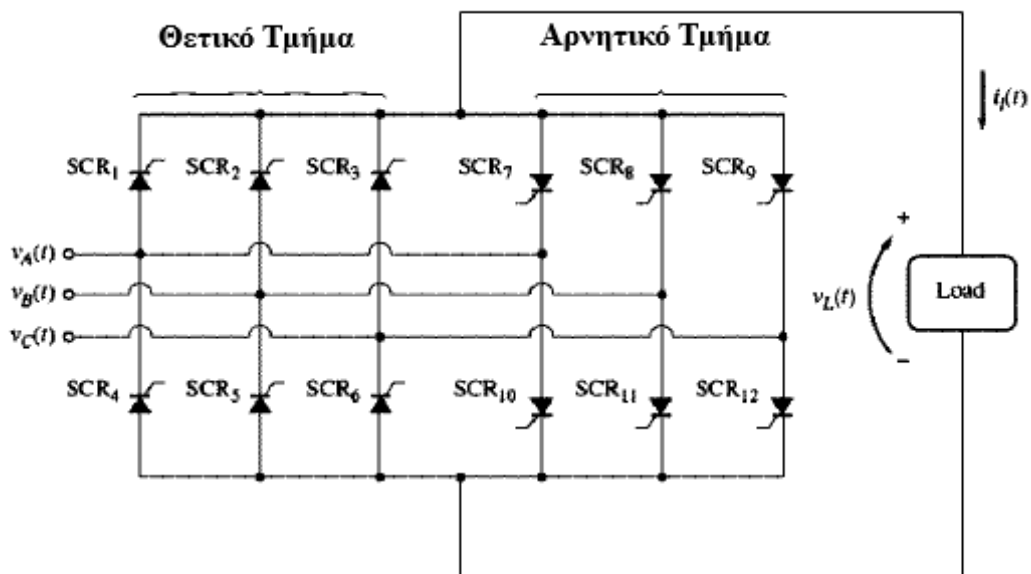 Θετικό Τμήμα
Αρνητικό Τμήμα
i_l(t)
SCR₁
SCR₂
SCR₃
SCR₇
SCR₈
SCR₉
v_A(t)
v_B(t)
v_C(t)
+
v_L(t)
Load
−
SCR₄
SCR₅
SCR₆
SCR₁₀
SCR₁₁
SCR₁₂